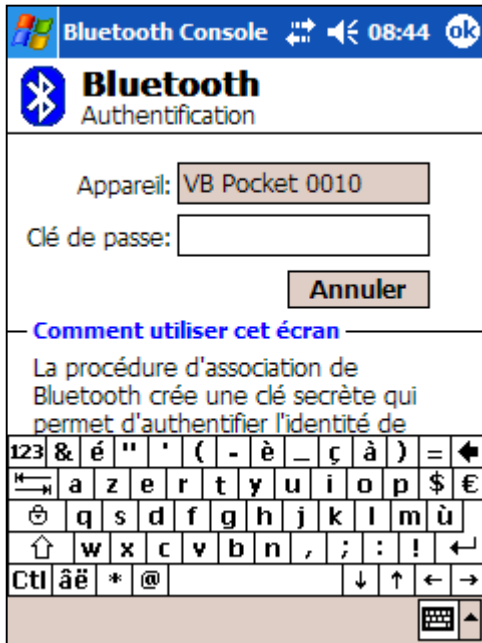 Bluetooth Console 08:44 ok
Bluetooth
Authentification
Appareil: VB Pocket 0010
Clé de passe:
Annuler
Comment utiliser cet écran
La procédure d'association de
Bluetooth crée une clé secrète qui
permet d'authentifier l'identité de
123 & é " ' ( - è _ ç à ) =
a z e r t y u i o p $ €
q s d f g h j k l m ù
w x c v b n , ; : !
Ctl âë * @